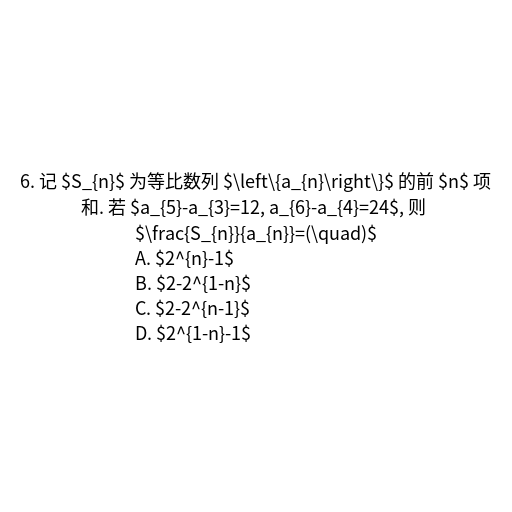 6. 记 $S_{n}$ 为等比数列 $\left\{a_{n}\right\}$ 的前 $n$ 项
和. 若 $a_{5}-a_{3}=12, a_{6}-a_{4}=24$, 则
$\frac{S_{n}}{a_{n}}=(\quad)$
A. $2^{n}-1$
B. $2-2^{1-n}$
C. $2-2^{n-1}$
D. $2^{1-n}-1$